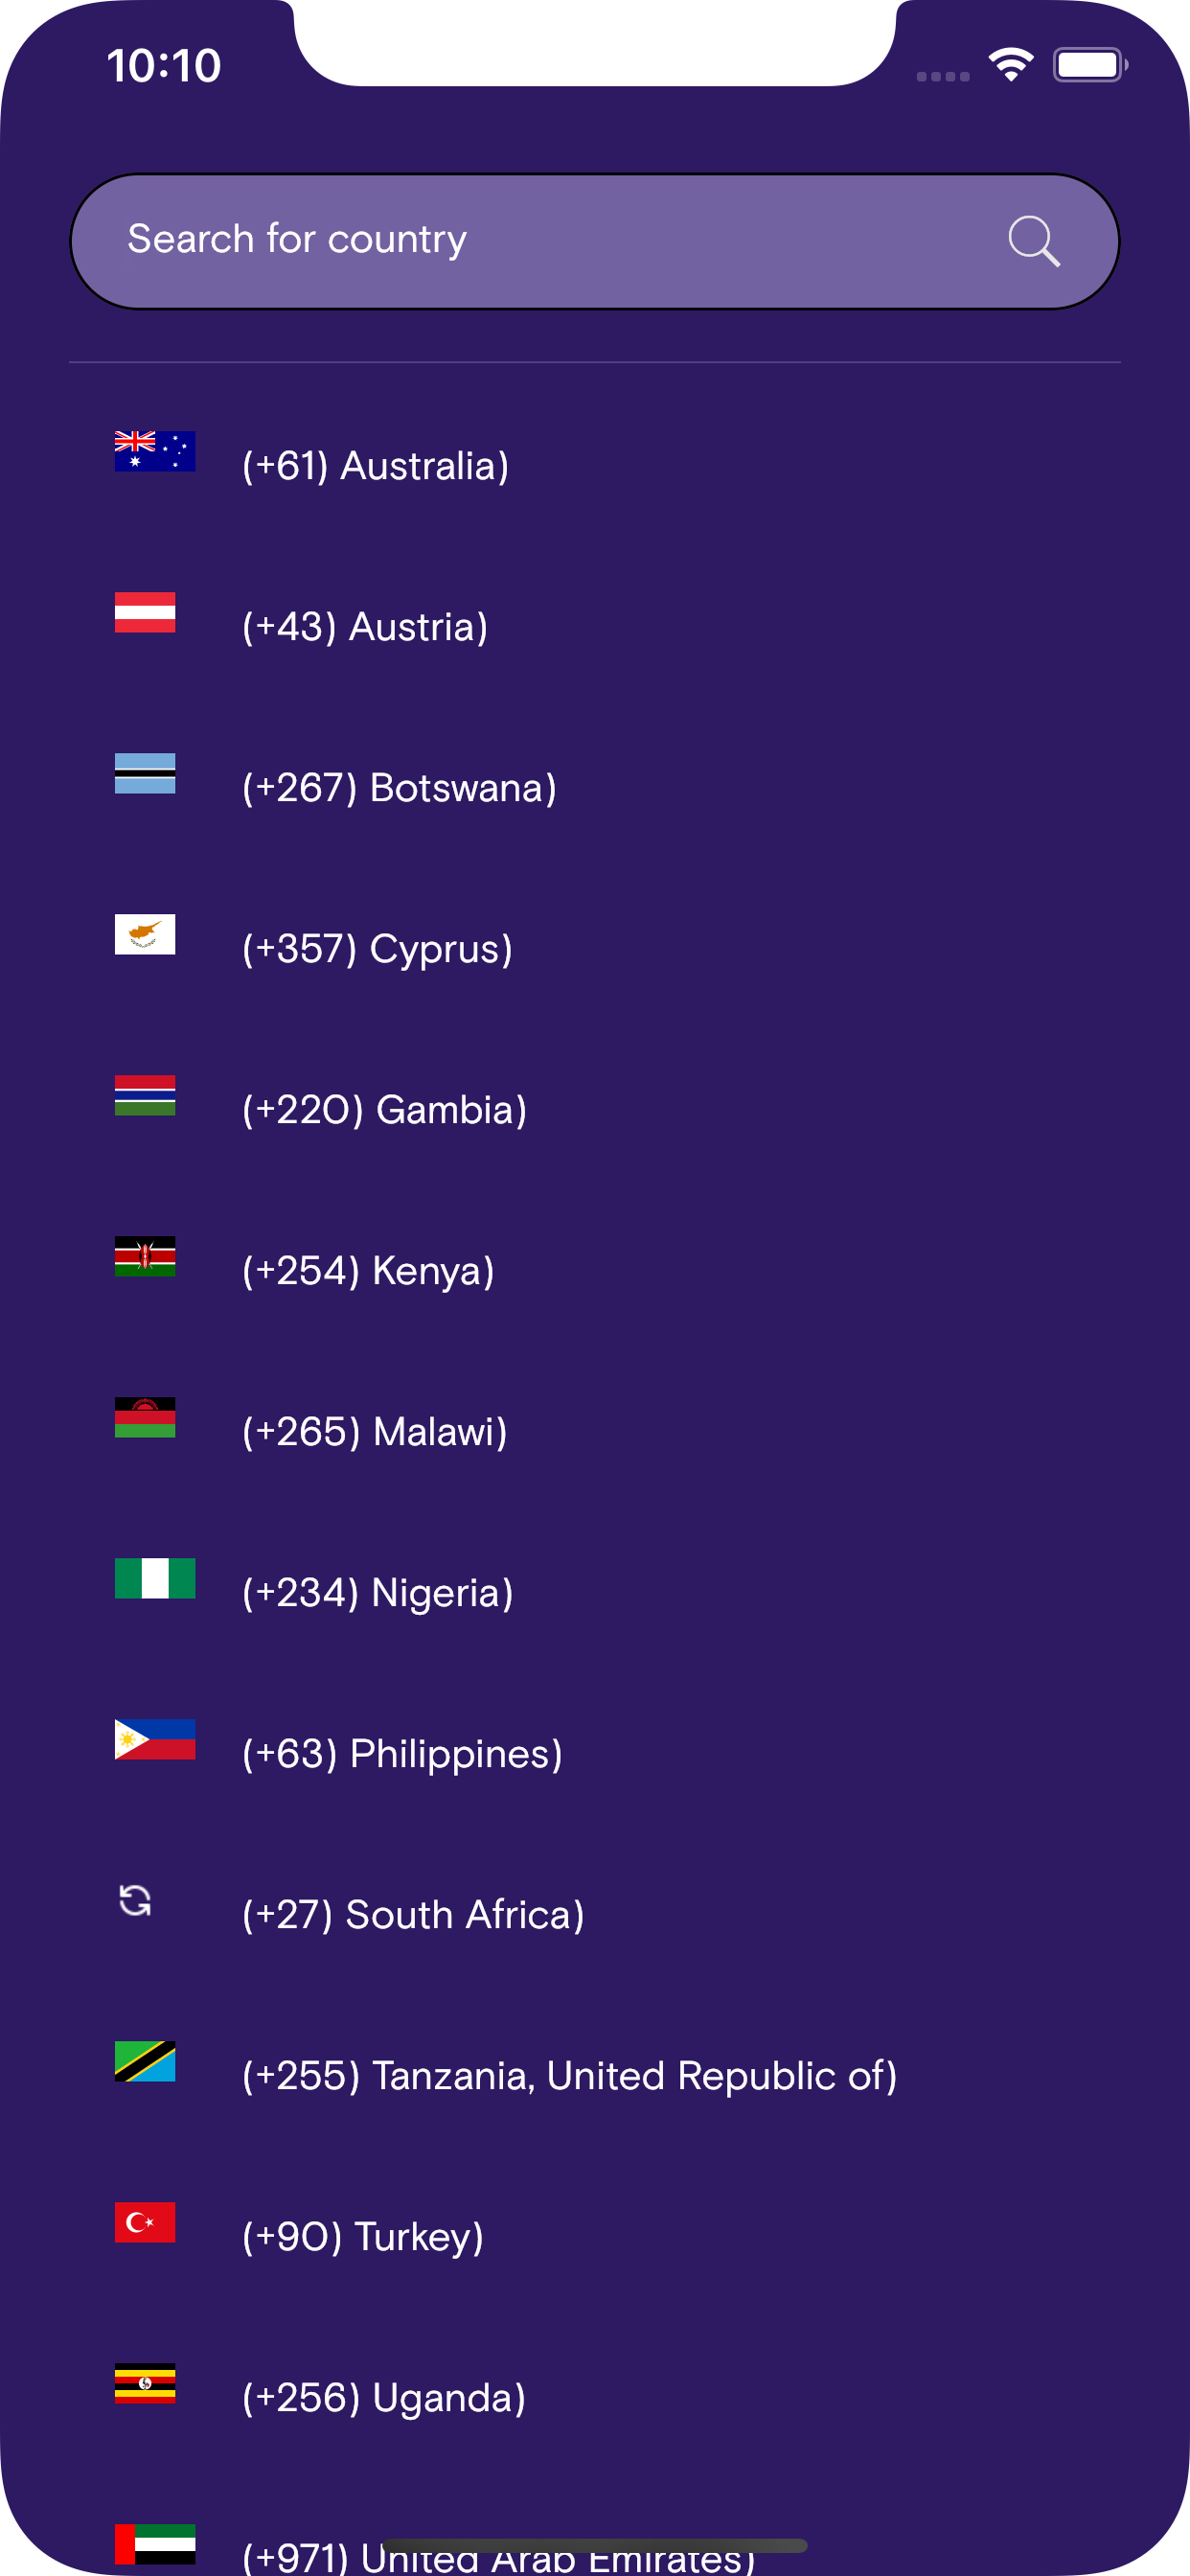 10:10
Search for country
(+61) Australia)
(+43) Austria)
(+267) Botswana)
(+357) Cyprus)
(+220) Gambia)
(+254) Kenya)
(+265) Malawi)
(+234) Nigeria)
(+63) Philippines)
(+27) South Africa)
(+255) Tanzania, United Republic of)
(+90) Turkey)
(+256) Uganda)
(+971) United Arab Emirates)